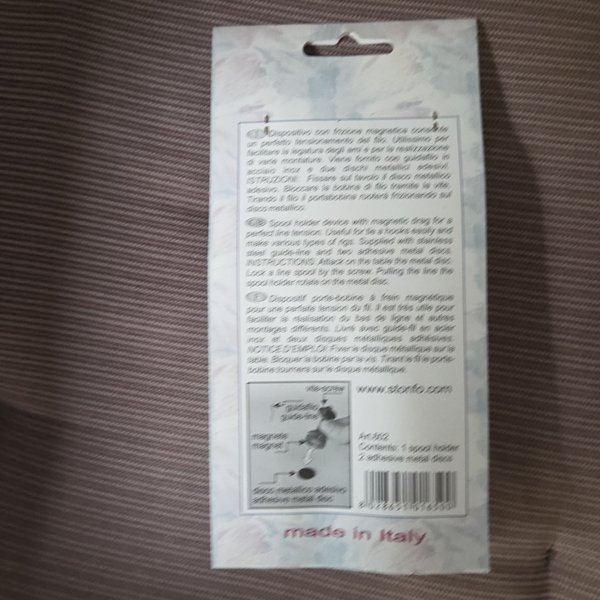 I Dispositivo con frizione magnetica consente
un perfetto tensionamento del filo. Utilissimo per
facilitare la legatura degli ami e per la realizzazione
di varie montature. Viene fornito con guidafilo in
acciaio inox e due dischi metallici adesivi.
ISTRUZIONI: Fissare sul tavolo il disco metallico
adesivo. Bloccare la bobina di filo tramite la vite.
Tirando il filo il portabobina ruoterà frizionando sul
disco metallico.
GB Spool holder device with magnetic drag for a
perfect line tension. Useful for tie a hooks easily and
make various types of rigs. Supplied with stainless
steel guide-line and two adhesive metal discs.
INSTRUCTIONS: Attack on the table the metal disc.
Lock a line spool by the screw. Pulling the line the
spool holder rotate on the metal disc.
F Dispositif porte-bobine à frein magnétique
pour une perfaite tension du fil. Il est très utile pour
faciliter la réalisation du bas de ligne et autres
montages différents. Livré avec guide-fil en acier
inox et deux disques métalliques adhésives.
NOTICE D'EMPLOI: Fixer le disque métallique sur la
table. Bloquer la bobine par la vis. Tirant le fil le porte-
bobine tournera sur le disque métallique.
vite-screw
guidafilo
guide-line
magnete
magnet
disco metallico adesivo
adhesive metal disc
www.stonfo.com
Art.602
Contents: 1 spool holder
2 adhesive metal discs
made in Italy